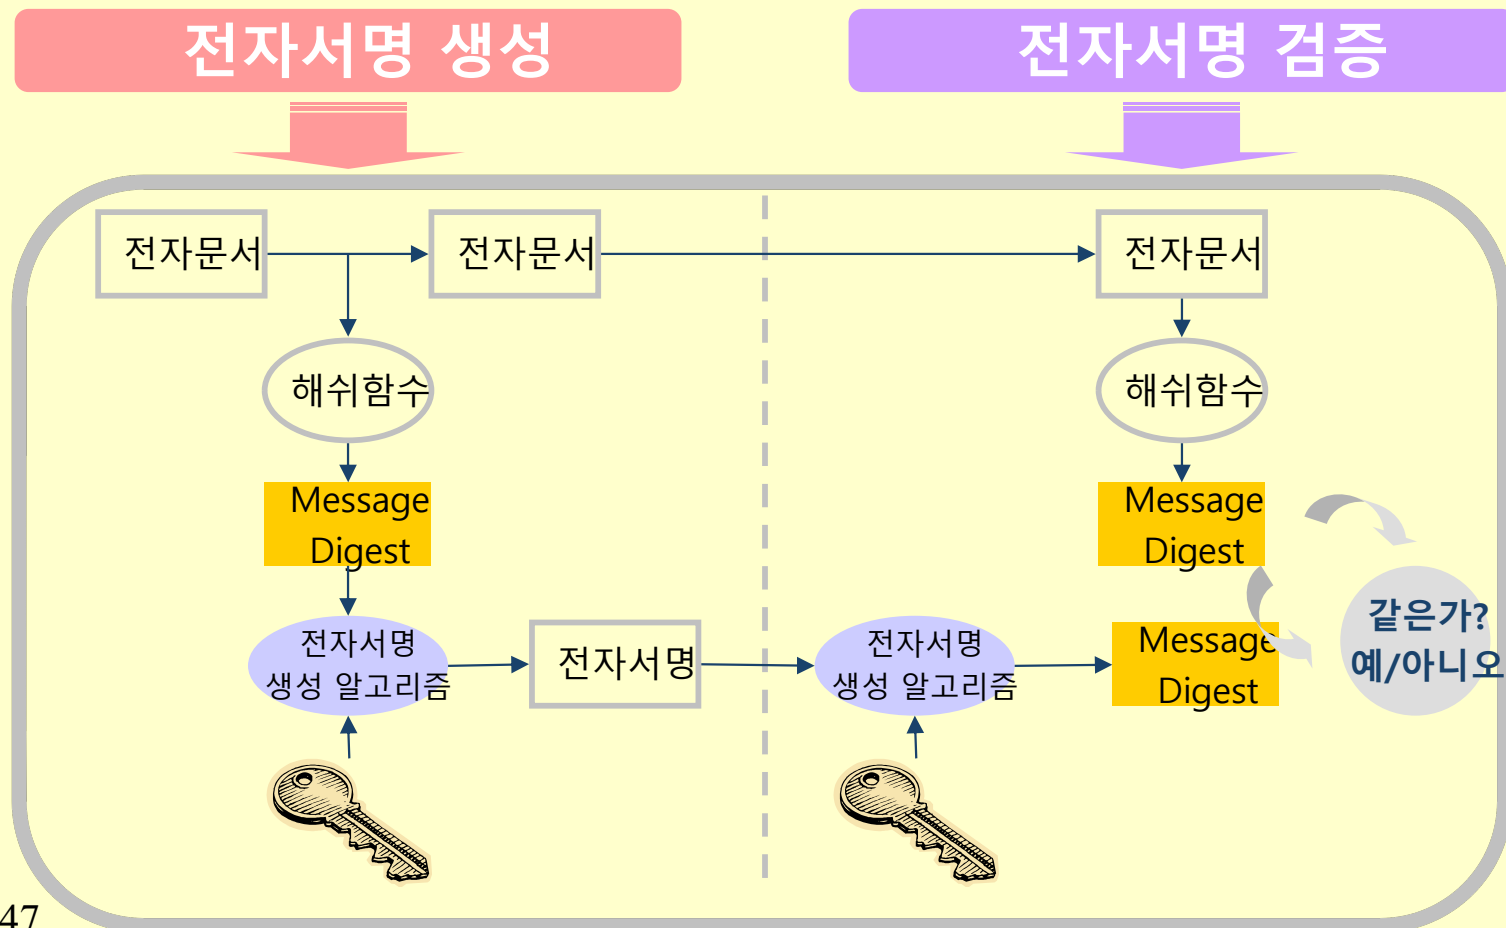 전자서명 생성
전자서명 검증
전자문서
전자문서
전자문서
해쉬함수
해쉬함수
Message
Digest
Message
Digest
전자서명
생성 알고리즘
전자서명
전자서명
생성 알고리즘
Message
Digest
같은가?
예/아니오
47